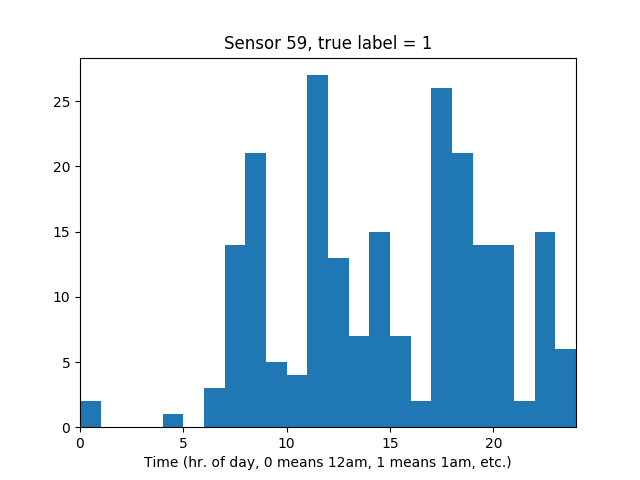 Sensor 59, true label = 1
25
20
15
10
5
0
0 5 10 15 20
Time (hr. of day, 0 means 12am, 1 means 1am, etc.)